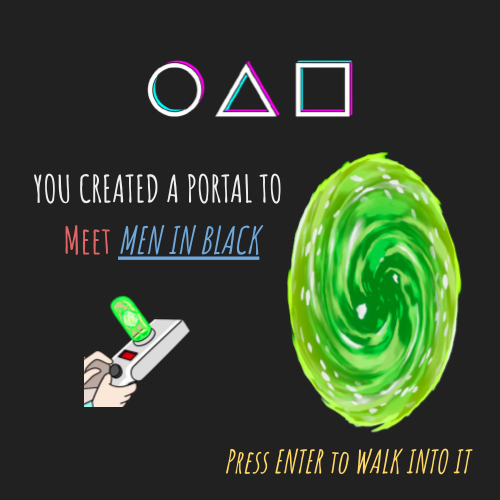 YOU CREATED A PORTAL TO
MEET MEN IN BLACK
PRESS ENTER TO WALK INTO IT